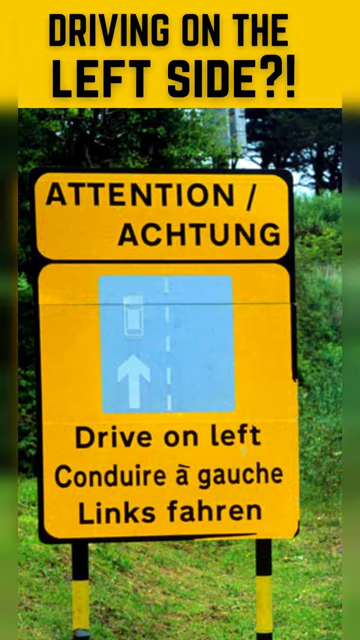 DRIVING ON THE
LEFT SIDE?!
ATTENTION /
ACHTUNG
Drive on left
Conduire à gauche
Links fahren